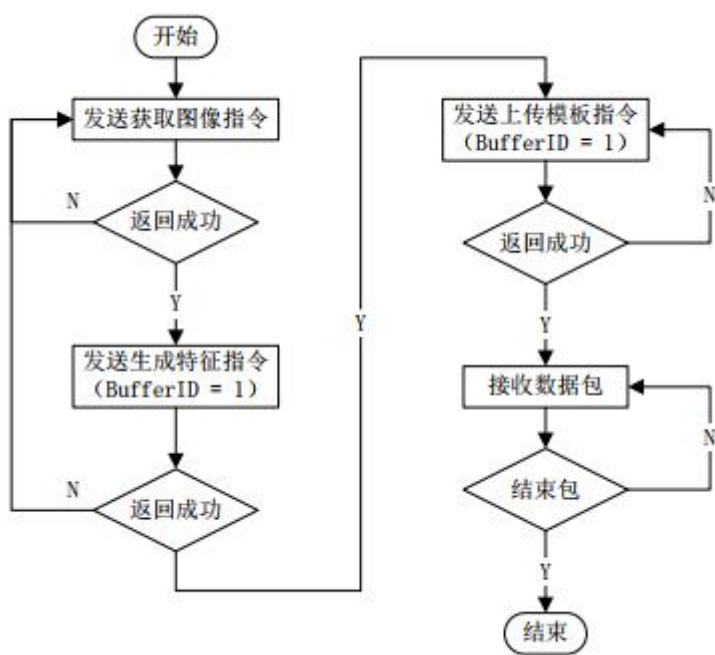 开始
发送获取图像指令
N
返回成功
Y
发送生成特征指令
(BufferID = 1)
N
返回成功
Y
发送上传模板指令
(BufferID = 1)
N
返回成功
Y
接收数据包
N
结束包
Y
结束